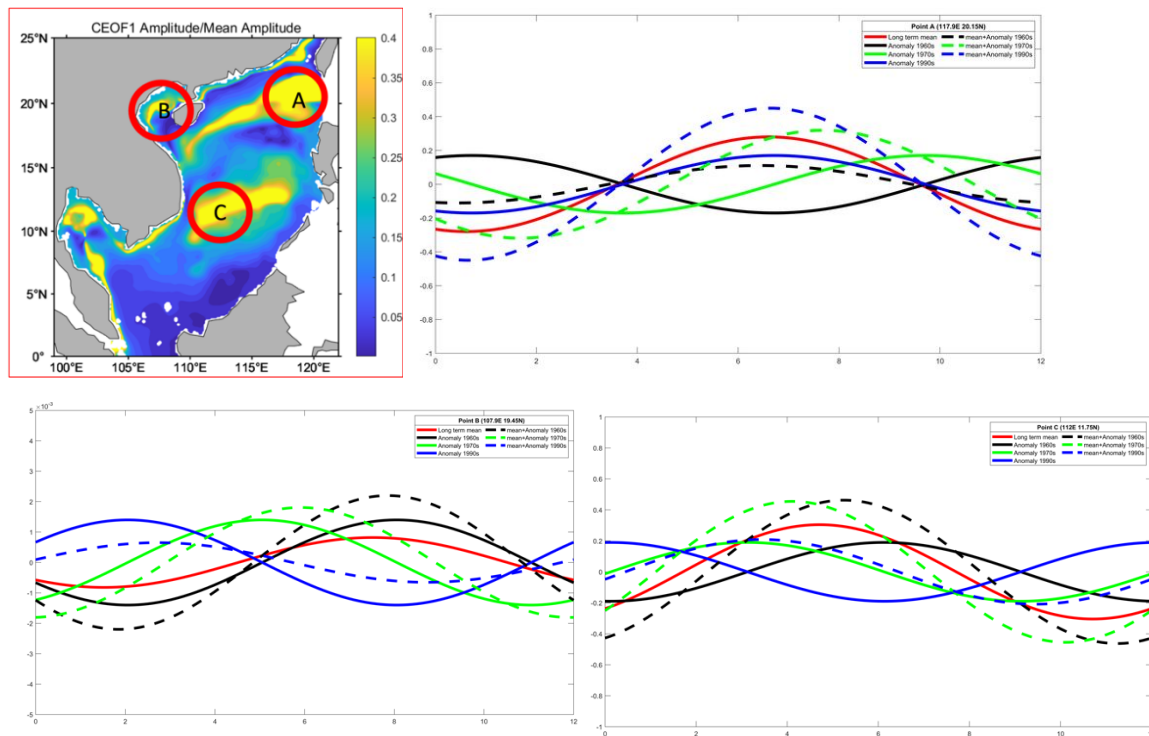 CEOF1 Amplitude/Mean Amplitude
25°N
20°N
15°N
10°N
5°N
0°
100°E 105°E 110°E 115°E 120°E
0.4
0.35
0.3
0.25
0.2
0.15
0.1
0.05
A
B
C
Point A (117.9E 20.15N)
Long term mean
Anomaly 1960s
Anomaly 1970s
Anomaly 1990s
mean+Anomaly 1960s
mean+Anomaly 1970s
mean+Anomaly 1990s
1
0.8
0.6
0.4
0.2
0
-0.2
-0.4
-0.6
-0.8
-1
0 2 4 6 8 10 12
×10⁻³
Point B (107.9E 19.45N)
Long term mean
Anomaly 1960s
Anomaly 1970s
Anomaly 1990s
mean+Anomaly 1960s
mean+Anomaly 1970s
mean+Anomaly 1990s
5
4
3
2
1
0
-1
-2
-3
-4
-5
0 2 4 6 8 10 12
Point C (112E 11.75N)
Long term mean
Anomaly 1960s
Anomaly 1970s
Anomaly 1990s
mean+Anomaly 1960s
mean+Anomaly 1970s
mean+Anomaly 1990s
1
0.8
0.6
0.4
0.2
0
-0.2
-0.4
-0.6
-0.8
-1
0 2 4 6 8 10